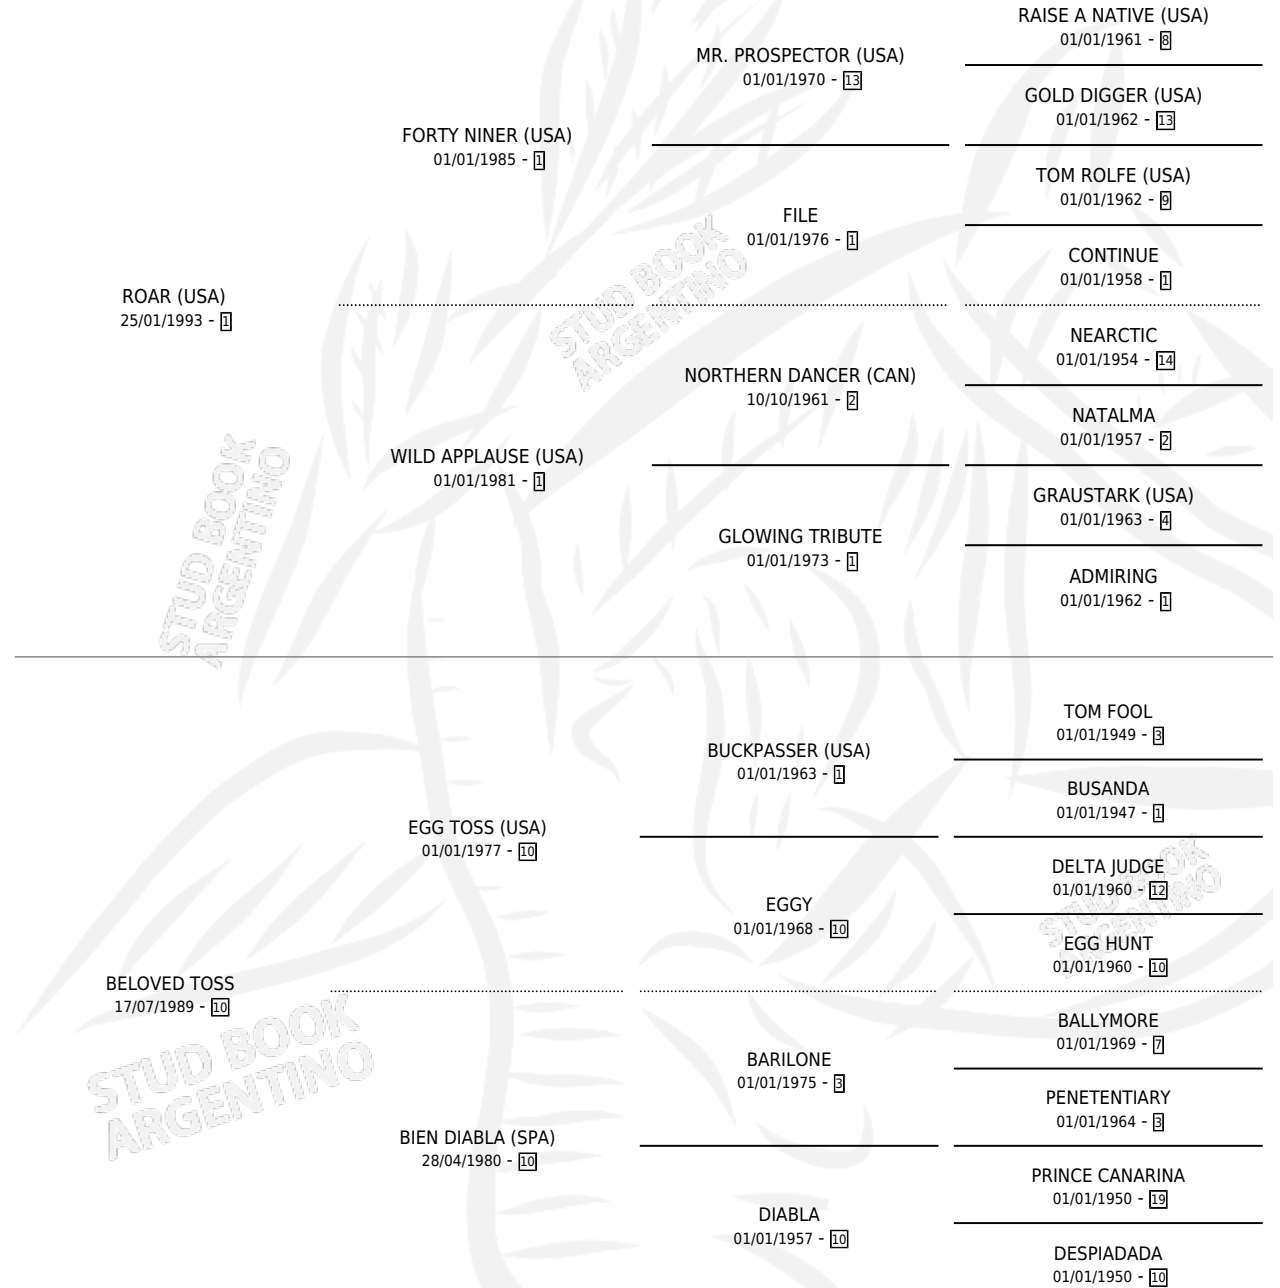 RAISE A NATIVE (USA)
01/01/1961 - 8
MR. PROSPECTOR (USA)
01/01/1970 - 13
GOLD DIGGER (USA)
01/01/1962 - 13
FORTY NINER (USA)
01/01/1985 - 1
TOM ROLFE (USA)
01/01/1962 - 9
FILE
01/01/1976 - 1
CONTINUE
01/01/1958 - 1
ROAR (USA)
25/01/1993 - 1
NEARCTIC
01/01/1954 - 14
NORTHERN DANCER (CAN)
10/10/1961 - 2
NATALMA
01/01/1957 - 2
WILD APPLAUSE (USA)
01/01/1981 - 1
GRAUSTARK (USA)
01/01/1963 - 4
GLOWING TRIBUTE
01/01/1973 - 1
ADMIRING
01/01/1962 - 1
TOM FOOL
01/01/1949 - 3
BUCKPASSER (USA)
01/01/1963 - 1
BUSANDA
01/01/1947 - 1
EGG TOSS (USA)
01/01/1977 - 10
DELTA JUDGE
01/01/1960 - 12
EGGY
01/01/1968 - 10
EGG HUNT
01/01/1960 - 10
BELOVED TOSS
17/07/1989 - 10
BALLYMORE
01/01/1969 - 7
BARILONE
01/01/1975 - 3
PENETENTIARY
01/01/1964 - 3
BIEN DIABLA (SPA)
28/04/1980 - 10
PRINCE CANARINA
01/01/1950 - 19
DIABLA
01/01/1957 - 10
DESPIADADA
01/01/1950 - 10
STUD BOOK
ARGENTINO
STUD BOOK
ARGENTINO
STUD BOOK
ARGENTINO
STUD BOOK
ARGENTINO